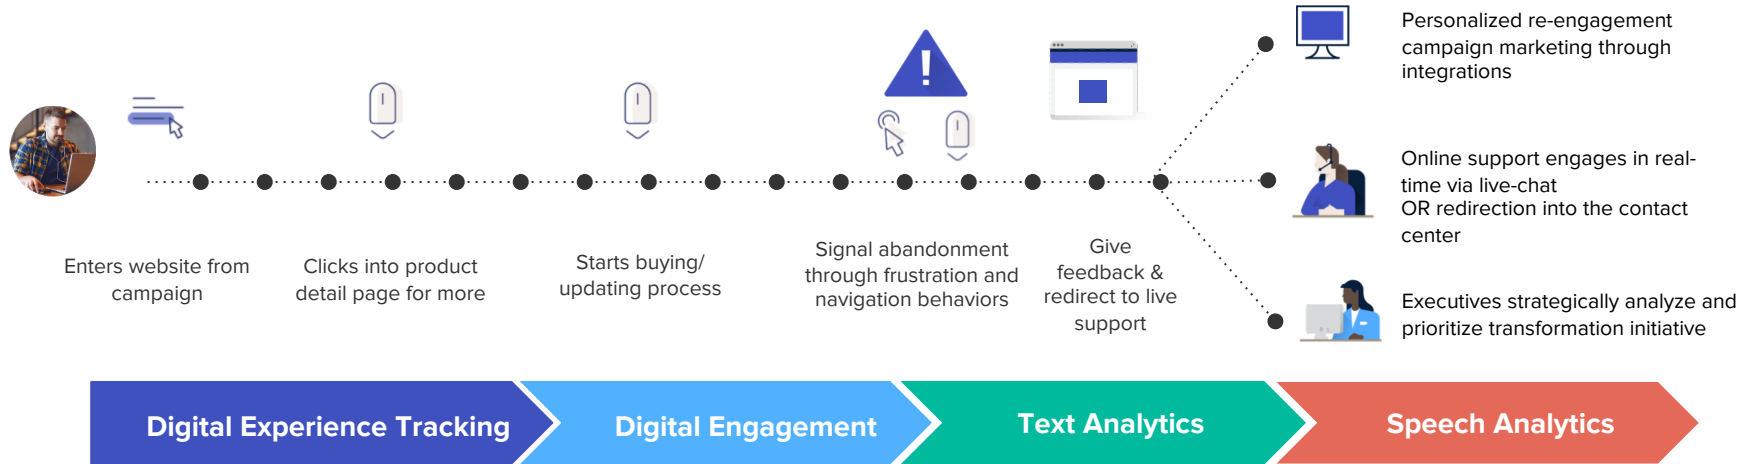 Enters website from
campaign
Clicks into product
detail page for more
Starts buying/
updating process
Signal abandonment
through frustration and
navigation behaviors
Give
feedback &
redirect to live
support
Personalized re-engagement
campaign marketing through
integrations
Online support engages in real-
time via live-chat
OR redirection into the contact
center
Executives strategically analyze and
prioritize transformation initiative
Digital Experience Tracking
Digital Engagement
Text Analytics
Speech Analytics